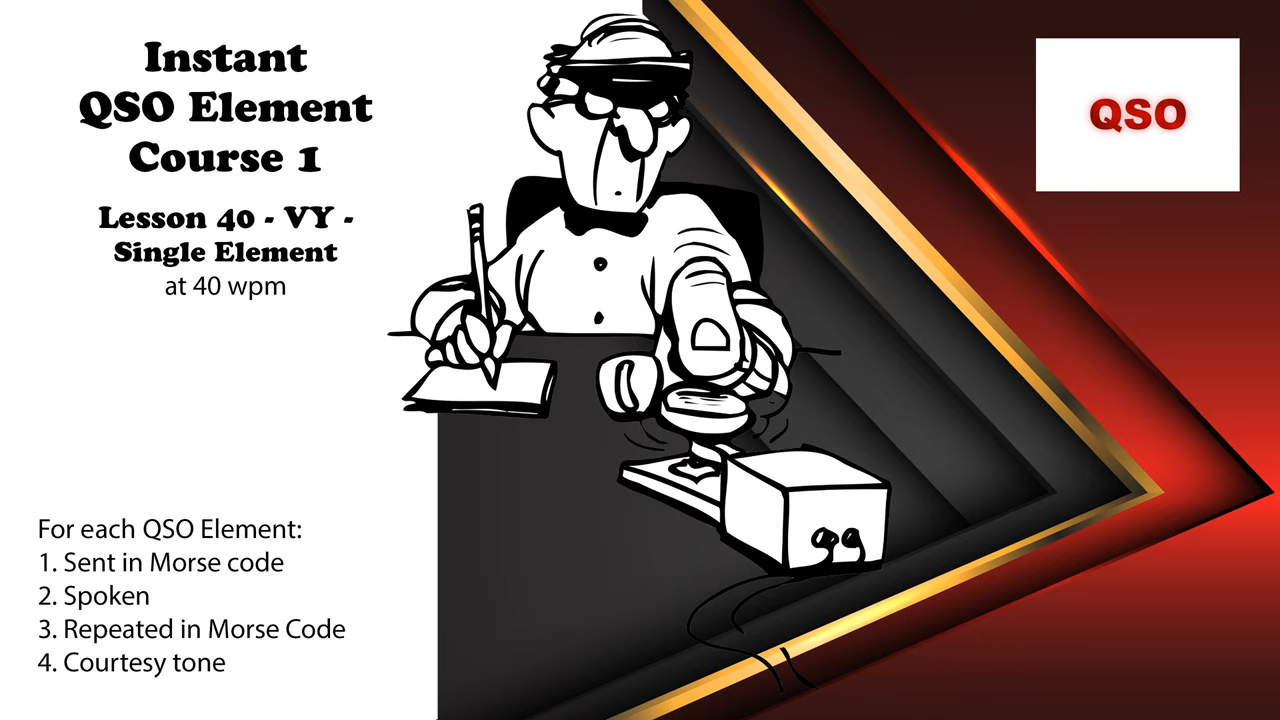 Instant
QSO Element
Course 1
Lesson 40 - VY -
Single Element
at 40 wpm
QSO
For each QSO Element:
1. Sent in Morse code
2. Spoken
3. Repeated in Morse Code
4. Courtesy tone